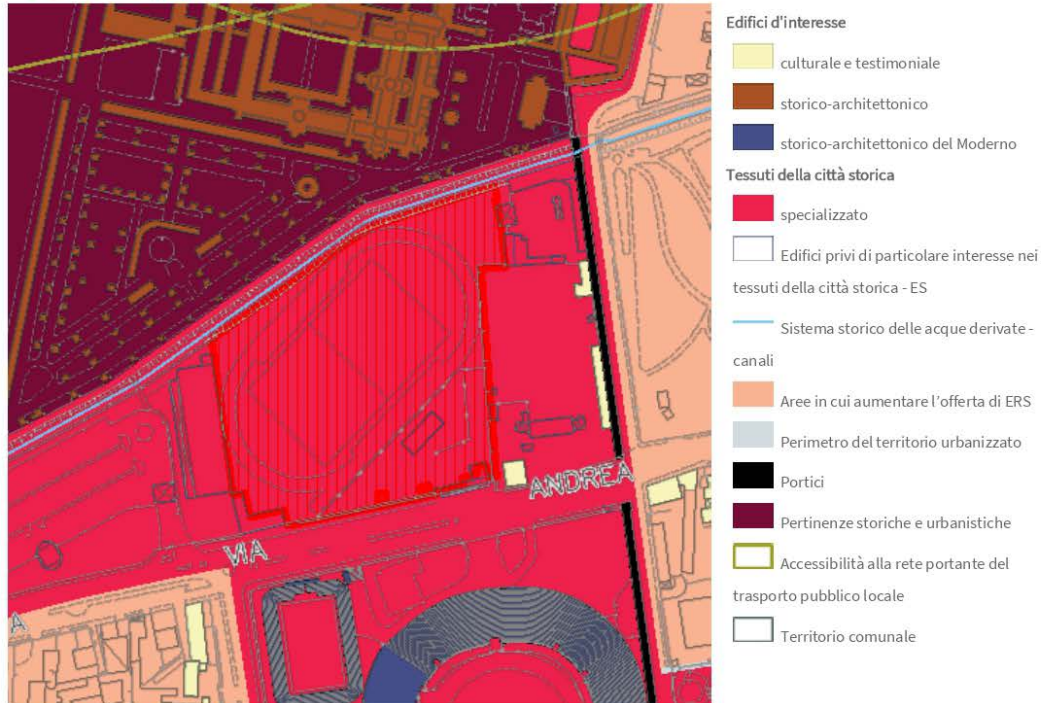 Edifici d'interesse
culturale e testimoniale
storico-architettonico
storico-architettonico del Moderno
Tessuti della città storica
specializzato
Edifici privi di particolare interesse nei
tessuti della città storica - ES
Sistema storico delle acque derivate -
canali
Aree in cui aumentare l'offerta di ERS
Perimetro del territorio urbanizzato
Portici
Pertinenze storiche e urbanistiche
Accessibilità alla rete portante del
trasporto pubblico locale
Territorio comunale
ANDREA
VIA
A